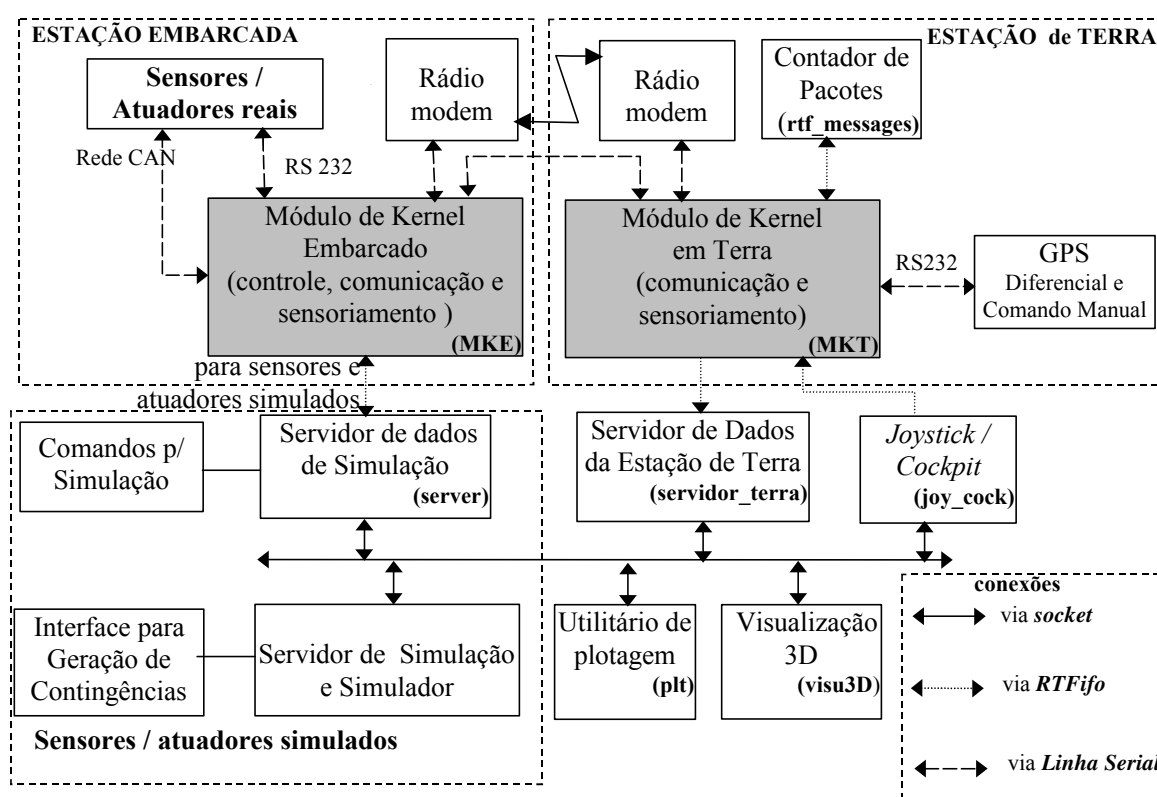 ESTAÇÃO EMBARCADA
Sensores /
Atuadores reais
Rádio
modem
Rede CAN
RS 232
Módulo de Kernel
Embarcado
(controle, comunicação e
sensoriamento )
(MKE)
para sensores e
atuadores simulados
ESTAÇÃO de TERRA
Rádio
modem
Contador de
Pacotes
(rtf_messages)
Módulo de Kernel
em Terra
(comunicação e
sensoriamento)
(MKT)
RS232
GPS
Diferencial e
Comando Manual
Comandos p/
Simulação
Servidor de dados
de Simulação
(server)
Servidor de Dados
da Estação de Terra
(servidor_terra)
Joystick /
Cockpit
(joy_cock)
Interface para
Geração de
Contingências
Servidor de Simulação
e Simulador
Sensores / atuadores simulados
Utilitário de
plotagem
(plt)
Visualização
3D
(visu3D)
conexões
via socket
via RTFifo
via Linha Serial